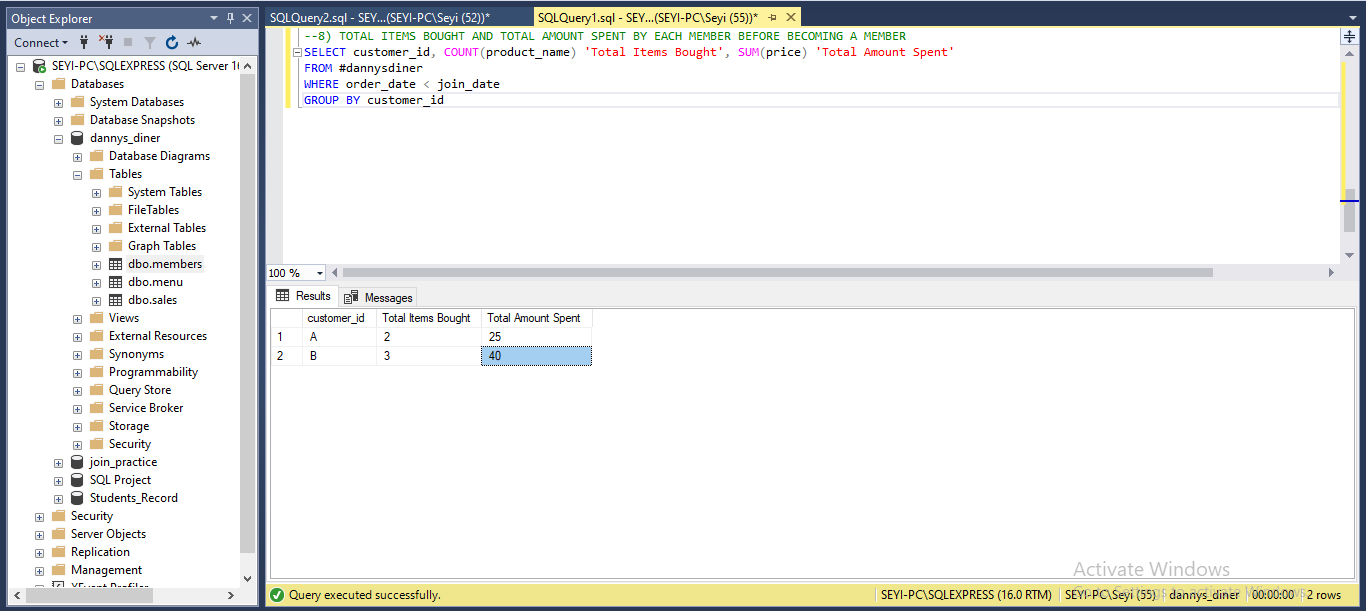 Object Explorer
Connect
SEYI-PC\SQLEXPRESS (SQL Server 16
Databases
System Databases
Database Snapshots
dannys_diner
Database Diagrams
Tables
System Tables
FileTables
External Tables
Graph Tables
dbo.members
dbo.menu
dbo.sales
Views
External Resources
Synonyms
Programmability
Query Store
Service Broker
Storage
Security
join_practice
SQL Project
Students_Record
Security
Server Objects
Replication
Management
XEvent Profiler
SQLQuery2.sql - SEY...(SEYI-PC\Seyi (52))*
SQLQuery1.sql - SEY...(SEYI-PC\Seyi (55))*
--8) TOTAL ITEMS BOUGHT AND TOTAL AMOUNT SPENT BY EACH MEMBER BEFORE BECOMING A MEMBER
SELECT customer_id, COUNT(product_name) 'Total Items Bought', SUM(price) 'Total Amount Spent'
FROM #dannysdiner
WHERE order_date < join_date
GROUP BY customer_id
100 %
Results Messages
customer_id Total Items Bought Total Amount Spent
1 A 2 25
2 B 3 40
Activate Windows
Go to Settings to activate Windows.
Query executed successfully.
SEYI-PC\SQLEXPRESS (16.0 RTM) SEYI-PC\Seyi (55) dannys_diner 00:00:00 2 rows